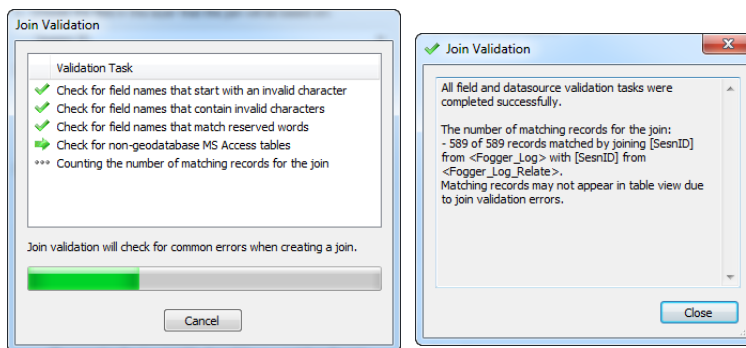 Join Validation
Validation Task
Check for field names that start with an invalid character
Check for field names that contain invalid characters
Check for field names that match reserved words
Check for non-geodatabase MS Access tables
Counting the number of matching records for the join
Join validation will check for common errors when creating a join.
Cancel
Join Validation
All field and datasource validation tasks were
completed successfully.
The number of matching records for the join:
- 589 of 589 records matched by joining [SesnID]
from <Fogger_Log> with [SesnID] from
<Fogger_Log_Relate>.
Matching records may not appear in table view due
to join validation errors.
Close